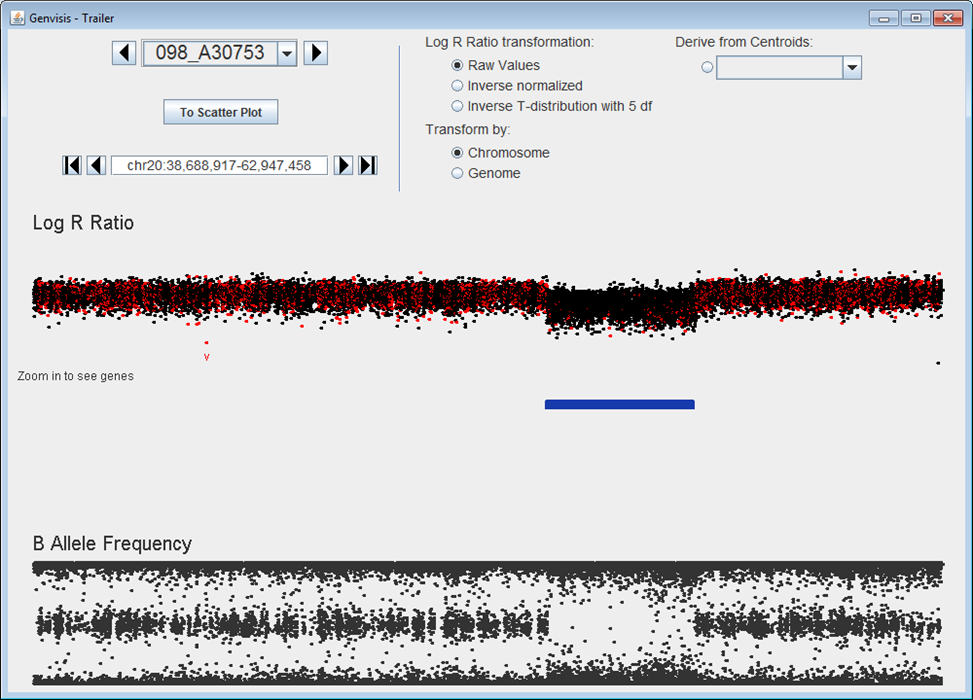 Genvisis - Trailer
098_A30753
To Scatter Plot
chr20:38,688,917-62,947,458
Log R Ratio transformation:
Raw Values
Inverse normalized
Inverse T-distribution with 5 df
Transform by:
Chromosome
Genome
Derive from Centroids:
Log R Ratio
v
Zoom in to see genes
B Allele Frequency